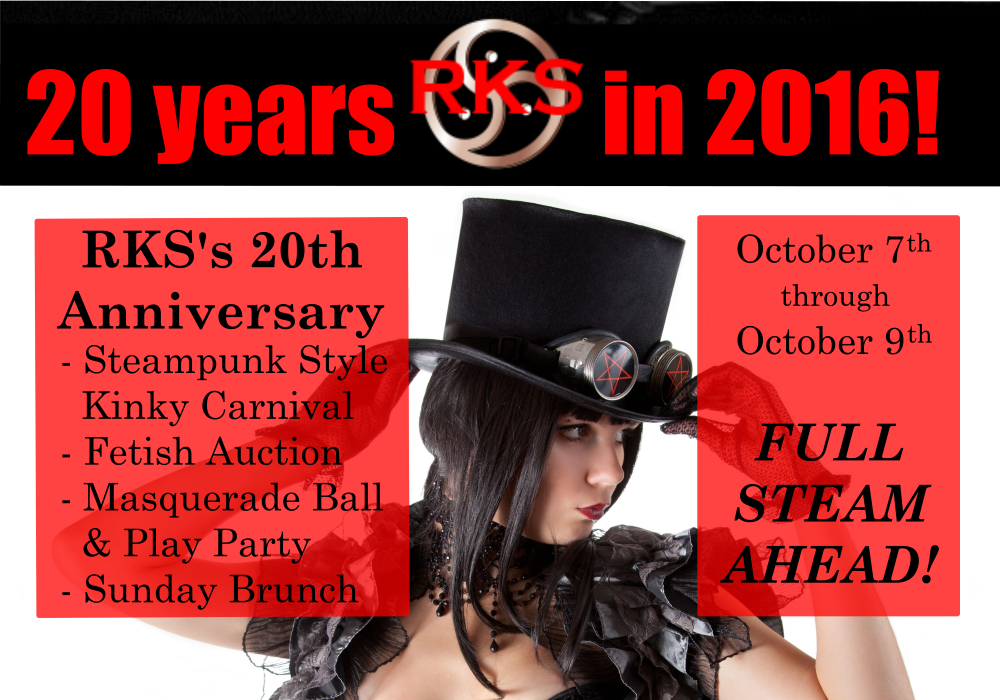 20 years RKS in 2016!
RKS's 20th
Anniversary
- Steampunk Style
Kinky Carnival
- Fetish Auction
- Masquerade Ball
& Play Party
- Sunday Brunch
October 7th
through
October 9th
FULL
STEAM
AHEAD!